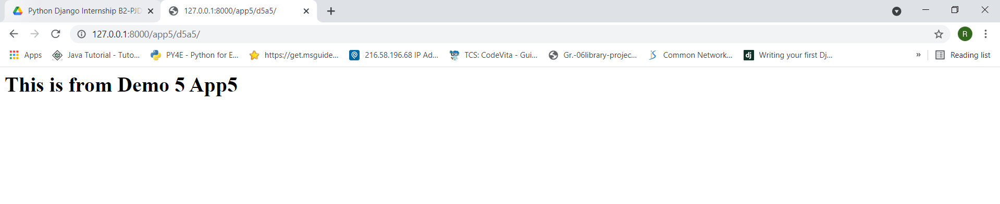 Python Django Internship B2-PJD
127.0.0.1:8000/app5/d5a5/
127.0.0.1:8000/app5/d5a5/
R
Apps Java Tutorial - Tuto... PY4E - Python for E... https://get.msguide... 216.58.196.68 IP Ad... TCS: CodeVita - Gui... Gr.-06library-projec... Common Network... dj Writing your first Dj... » Reading list
This is from Demo 5 App5